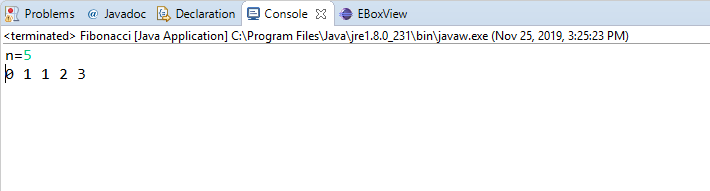 Problems @ Javadoc Declaration Console EBoxView
<terminated> Fibonacci [Java Application] C:\Program Files\Java\jre1.8.0_231\bin\javaw.exe (Nov 25, 2019, 3:25:23 PM)
n=5
0 1 1 2 3